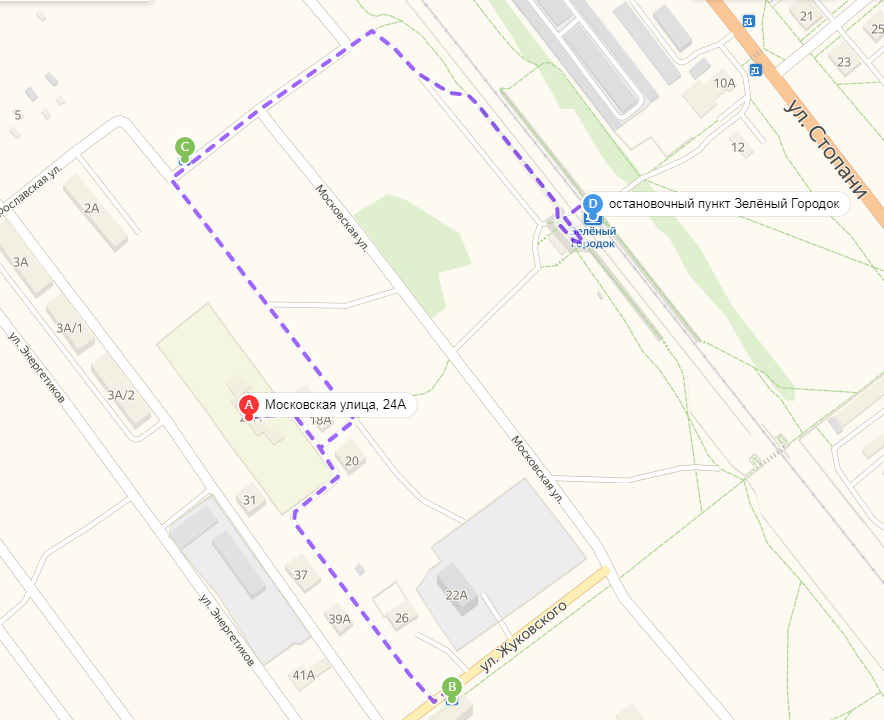 21
25
23
10А
ул. Стопани
12
5
С
2А
Московская ул.
D остановочный пункт Зелёный Городок
Зелёный
Городок
3А
3А/1
ул. Энергетиков
3А/2
А Московская улица, 24А
18А
20
31
Московская ул.
37
22А
39А
26
ул. Энергетиков
ул. Жуковского
41А
В